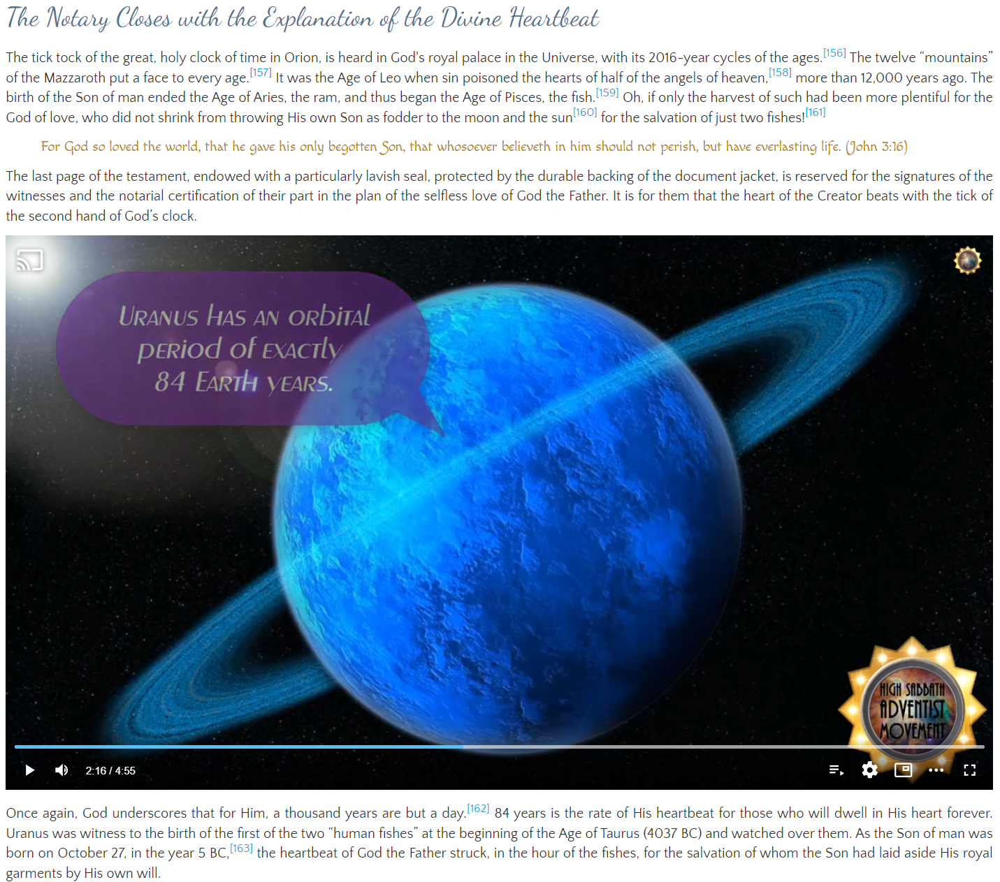 The Notary Closes with the Explanation of the Divine Heartbeat
The tick tock of the great, holy clock of time in Orion, is heard in God's royal palace in the Universe, with its 2016-year cycles of the ages.[156] The twelve “mountains”
of the Mazzaroth put a face to every age.[157] It was the Age of Leo when sin poisoned the hearts of half of the angels of heaven,[158] more than 12,000 years ago. The
birth of the Son of man ended the Age of Aries, the ram, and thus began the Age of Pisces, the fish.[159] Oh, if only the harvest of such had been more plentiful for the
God of love, who did not shrink from throwing His own Son as fodder to the moon and the sun[160] for the salvation of just two fishes![161]
For God so loved the world, that he gave his only begotten Son, that whosoever believeth in him should not perish, but have everlasting life. (John 3:16)
The last page of the testament, endowed with a particularly lavish seal, protected by the durable backing of the document jacket, is reserved for the signatures of the
witnesses and the notarial certification of their part in the plan of the selfless love of God the Father. It is for them that the heart of the Creator beats with the tick of
the second hand of God’s clock.
URANUS HAS AN ORBITAL
PERIOD OF EXACTLY
84 EARTH YEARS.
HIGH SABBATH
ADVENTIST
MOVEMENT
2:16 / 4:55
Once again, God underscores that for Him, a thousand years are but a day.[162] 84 years is the rate of His heartbeat for those who will dwell in His heart forever.
Uranus was witness to the birth of the first of the two “human fishes” at the beginning of the Age of Taurus (4037 BC) and watched over them. As the Son of man was
born on October 27, in the year 5 BC,[163] the heartbeat of God the Father struck, in the hour of the fishes, for the salvation of whom the Son had laid aside His royal
garments by His own will.